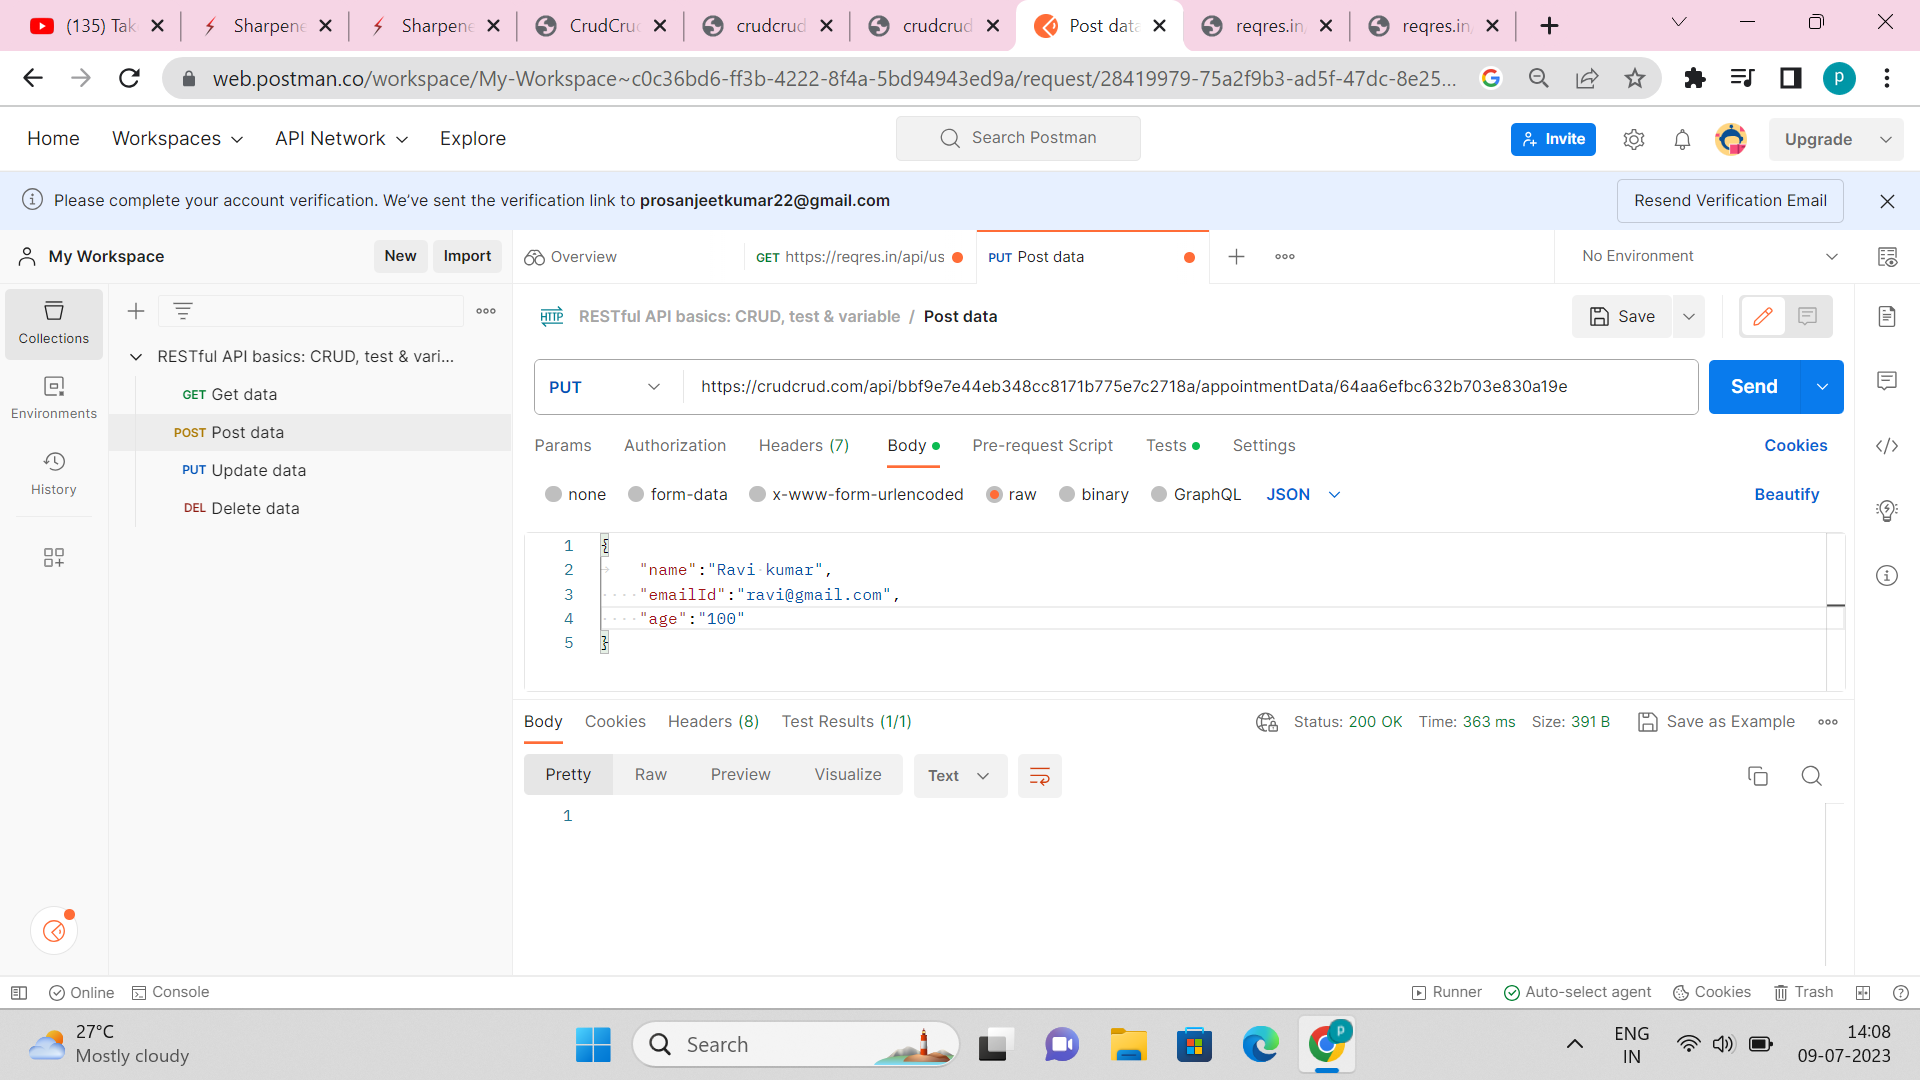 (135) Tak
Sharpene
Sharpene
CrudCru
crudcrud
crudcrud
Post data
reqres.in/
reqres.in/
web.postman.co/workspace/My-Workspace~c0c36bd6-ff3b-4222-8f4a-5bd94943ed9a/request/28419979-75a2f9b3-ad5f-47dc-8e25...
P
Home
Workspaces
API Network
Explore
Search Postman
Invite
Upgrade
Please complete your account verification. We've sent the verification link to prosanjeetkumar22@gmail.com
Resend Verification Email
My Workspace
New
Import
Overview
GET https://reqres.in/api/us
PUT Post data
No Environment
Collections
Environments
History
RESTful API basics: CRUD, test & vari...
GET Get data
POST Post data
PUT Update data
DEL Delete data
HTTP
RESTful API basics: CRUD, test & variable / Post data
Save
PUT
https://crudcrud.com/api/bbf9e7e44eb348cc8171b775e7c2718a/appointmentData/64aa6efbc632b703e830a19e
Send
Params
Authorization
Headers (7)
Body
Pre-request Script
Tests
Settings
Cookies
none
form-data
x-www-form-urlencoded
raw
binary
GraphQL
JSON
Beautify
1 {
2 "name":"Ravi kumar",
3 "emailId":"ravi@gmail.com",
4 "age":"100"
5 }
Body
Cookies
Headers (8)
Test Results (1/1)
Status: 200 OK
Time: 363 ms
Size: 391 B
Save as Example
Pretty
Raw
Preview
Visualize
Text
1
Online
Console
Runner
Auto-select agent
Cookies
Trash
27°C
Mostly cloudy
Search
P
ENG
IN
14:08
09-07-2023